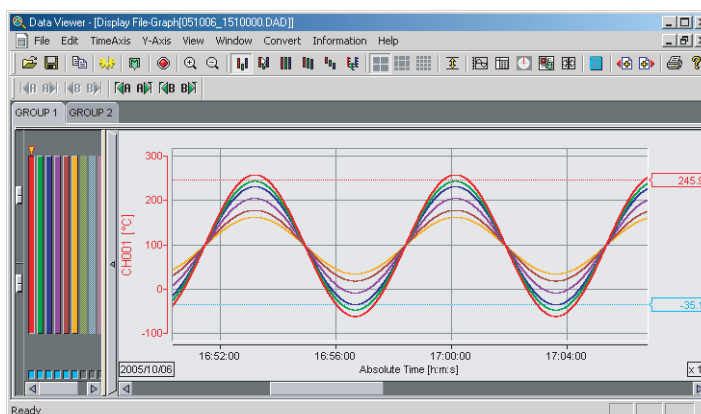 Data Viewer - [Display File-Graph[051006_1510000.DAD]]
File Edit TimeAxis Y-Axis View Window Convert Information Help
GROUP 1 GROUP 2
300
200
100
0
-100
CH001 [°C]
245.9
-35.1
16:52:00 16:56:00 17:00:00 17:04:00
2005/10/06
Absolute Time [h:m:s]
x 1
Ready